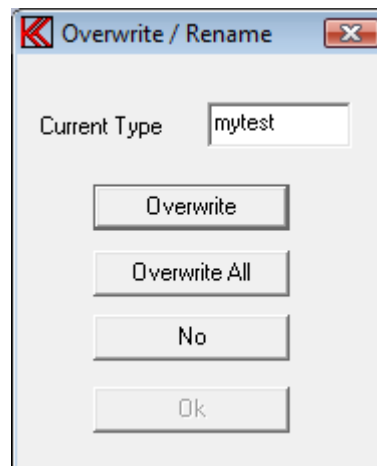 Overwrite / Rename
Current Type mytest
Overwrite
Overwrite All
No
Ok